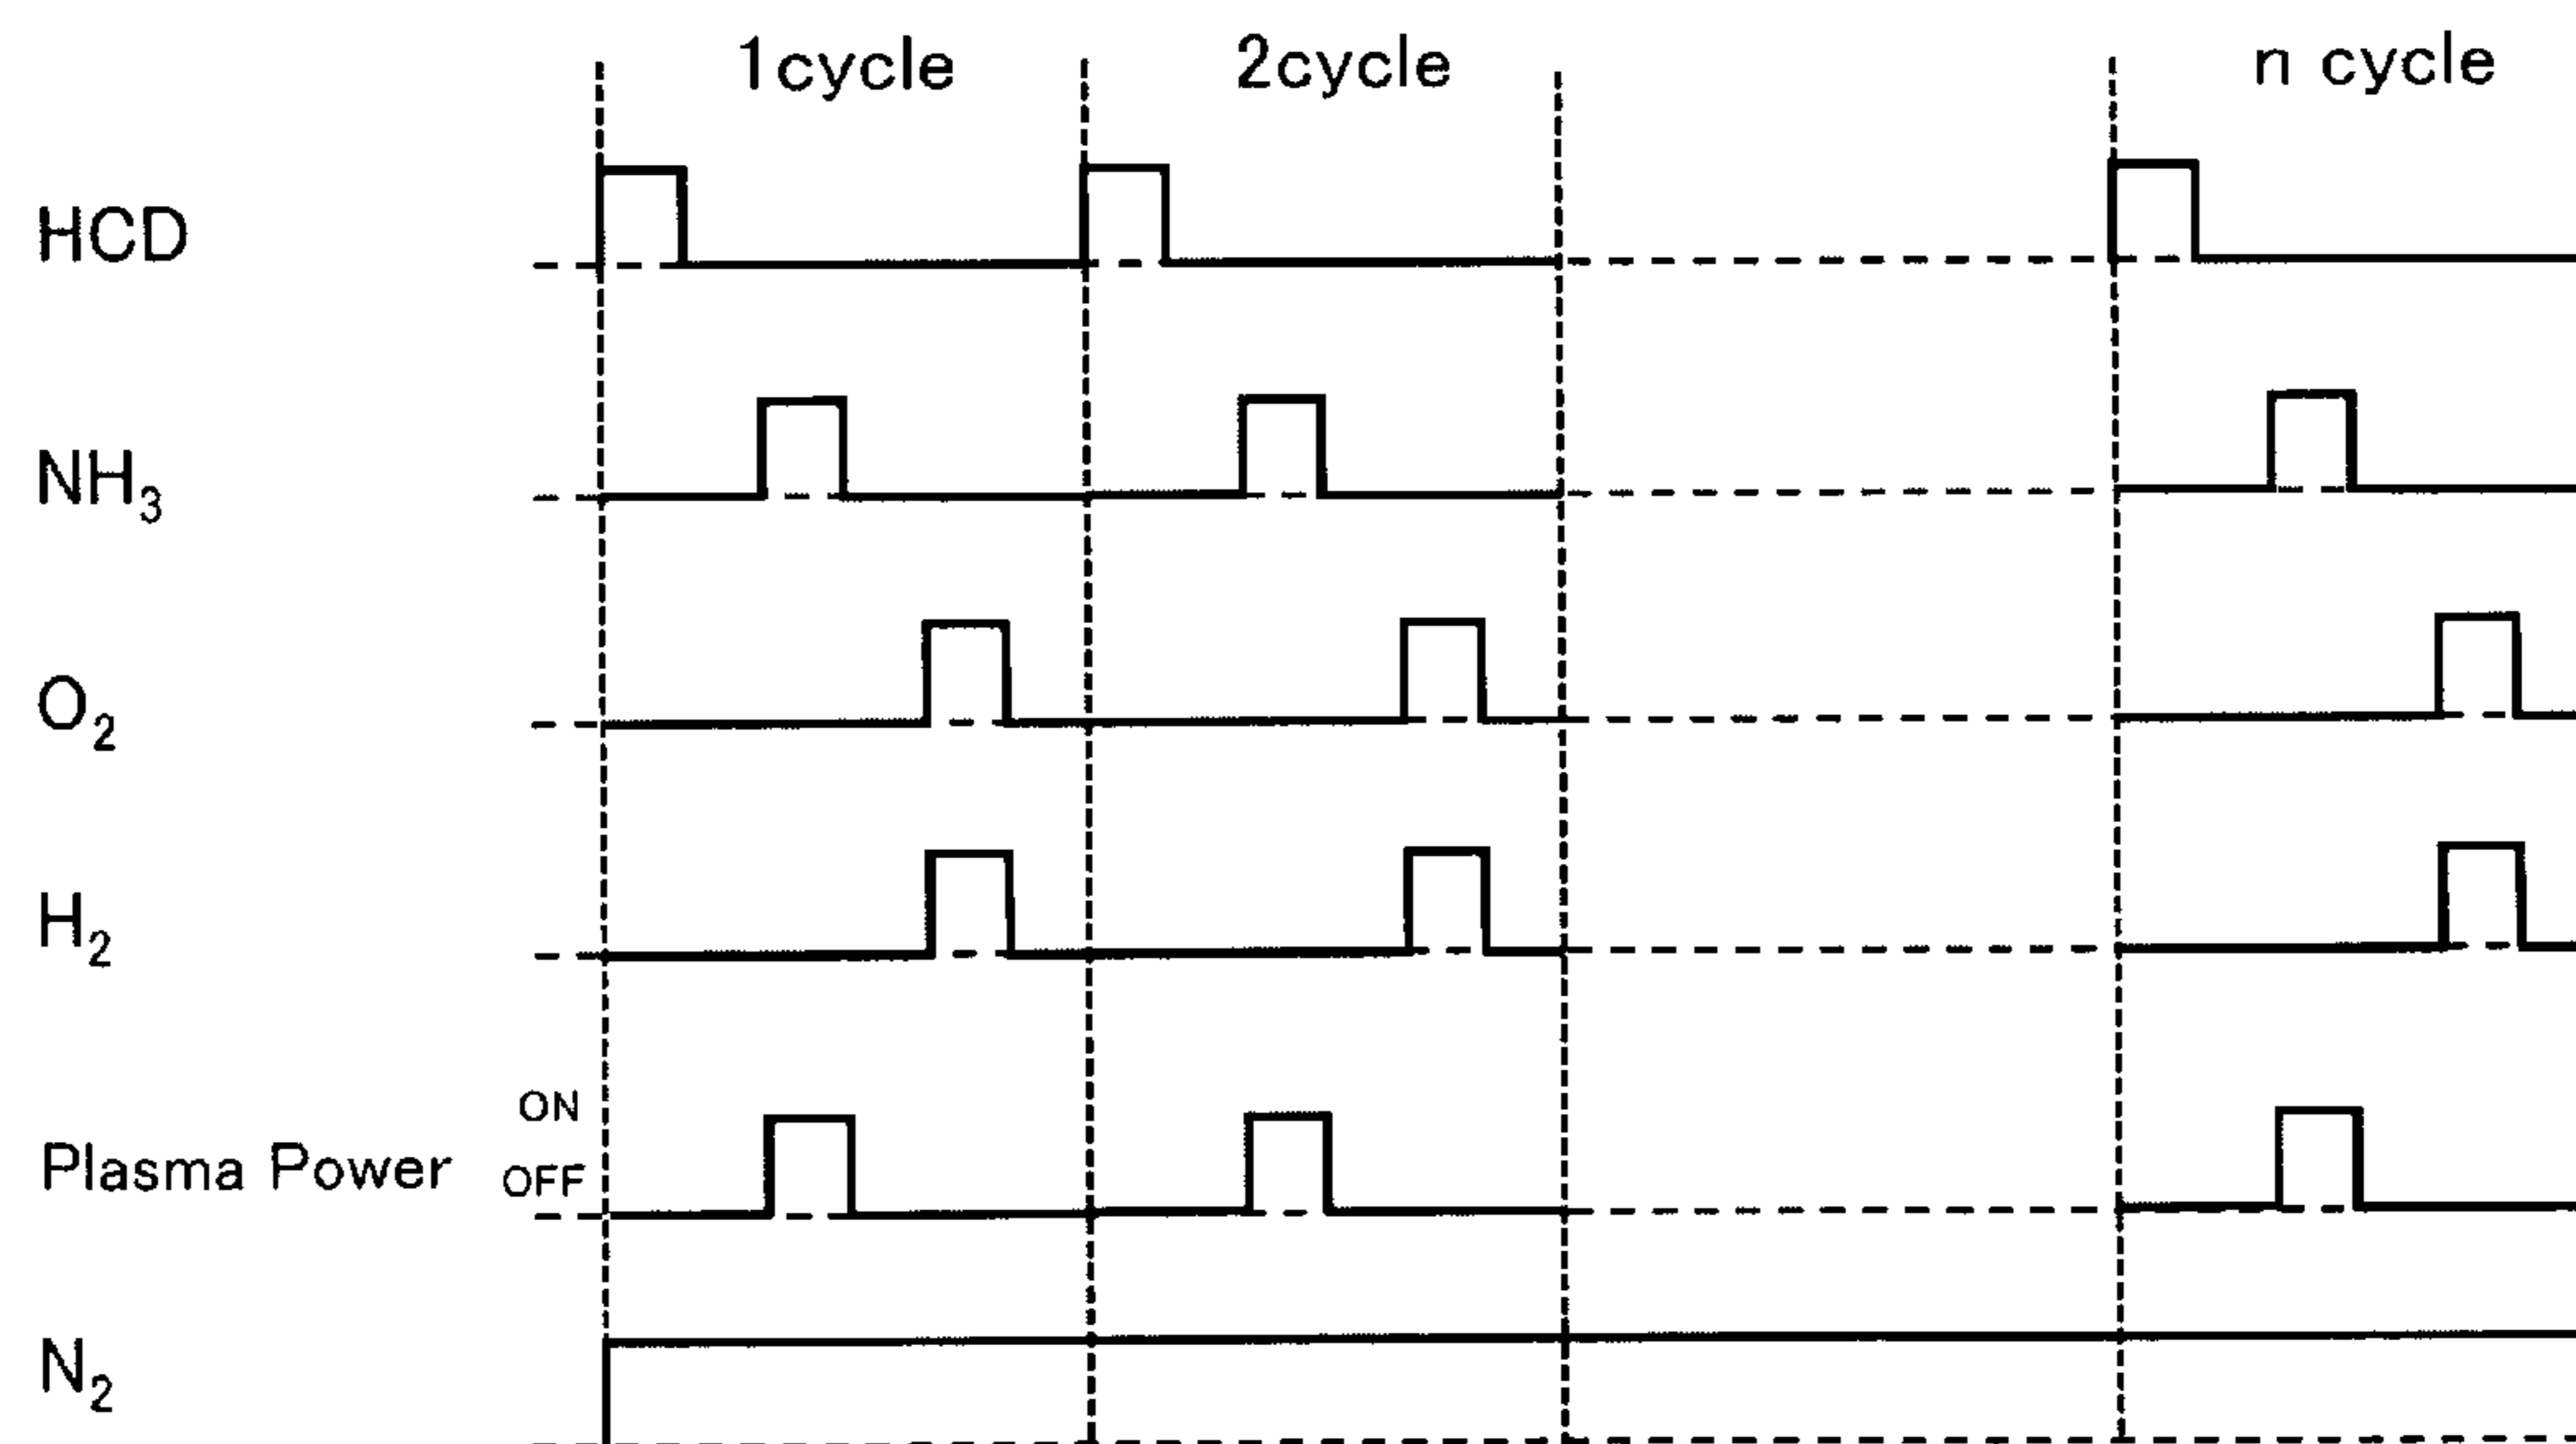 1cycle 2cycle n cycle
HCD
NH₃
O₂
H₂
ON
Plasma Power OFF
N₂